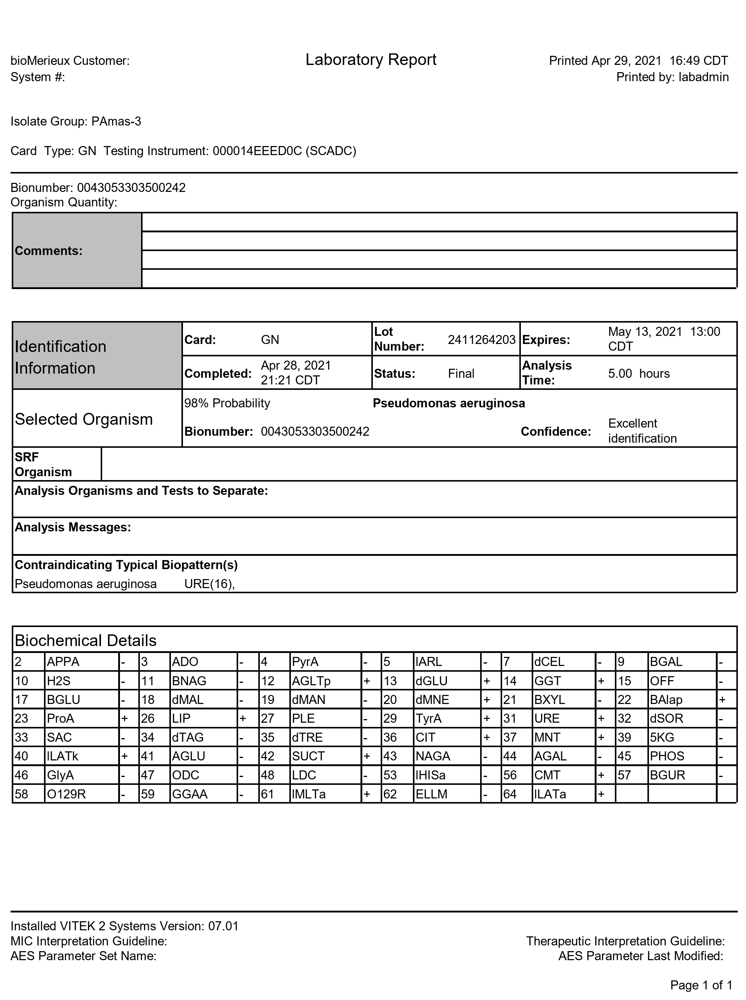 bioMerieux Customer:
Laboratory Report
Printed Apr 29, 2021  16:49 CDT
System #:
Printed by: labadmin
Isolate Group: PAmas-3
Card  Type: GN  Testing Instrument: 000014EEED0C (SCADC)
Bionumber: 0043053303500242
Organism Quantity:
Comments:
Identification
Information
Card: GN
Lot
Number: 2411264203
Expires: May 13, 2021  13:00
CDT
Completed: Apr 28, 2021
21:21 CDT
Status: Final
Analysis
Time: 5.00  hours
Selected Organism
98% Probability Pseudomonas aeruginosa
Bionumber: 0043053303500242
Confidence: Excellent
identification
SRF
Organism
Analysis Organisms and Tests to Separate:
Analysis Messages:
Contraindicating Typical Biopattern(s)
Pseudomonas aeruginosa URE(16),
Biochemical Details
2 APPA - 3 ADO - 4 PyrA - 5 lARL - 7 dCEL - 9 BGAL -
10 H2S - 11 BNAG - 12 AGLTp + 13 dGLU + 14 GGT + 15 OFF -
17 BGLU - 18 dMAL - 19 dMAN - 20 dMNE + 21 BXYL - 22 BAlap +
23 ProA + 26 LIP + 27 PLE - 29 TyrA + 31 URE + 32 dSOR -
33 SAC - 34 dTAG - 35 dTRE - 36 CIT + 37 MNT + 39 5KG -
40 lLATk + 41 AGLU - 42 SUCT + 43 NAGA - 44 AGAL - 45 PHOS -
46 GlyA - 47 ODC - 48 LDC - 53 lHISa - 56 CMT + 57 BGUR -
58 O129R - 59 GGAA - 61 lMLTa + 62 ELLM - 64 lLATa +
Installed VITEK 2 Systems Version: 07.01
MIC Interpretation Guideline:
Therapeutic Interpretation Guideline:
AES Parameter Set Name:
AES Parameter Last Modified:
Page 1 of 1